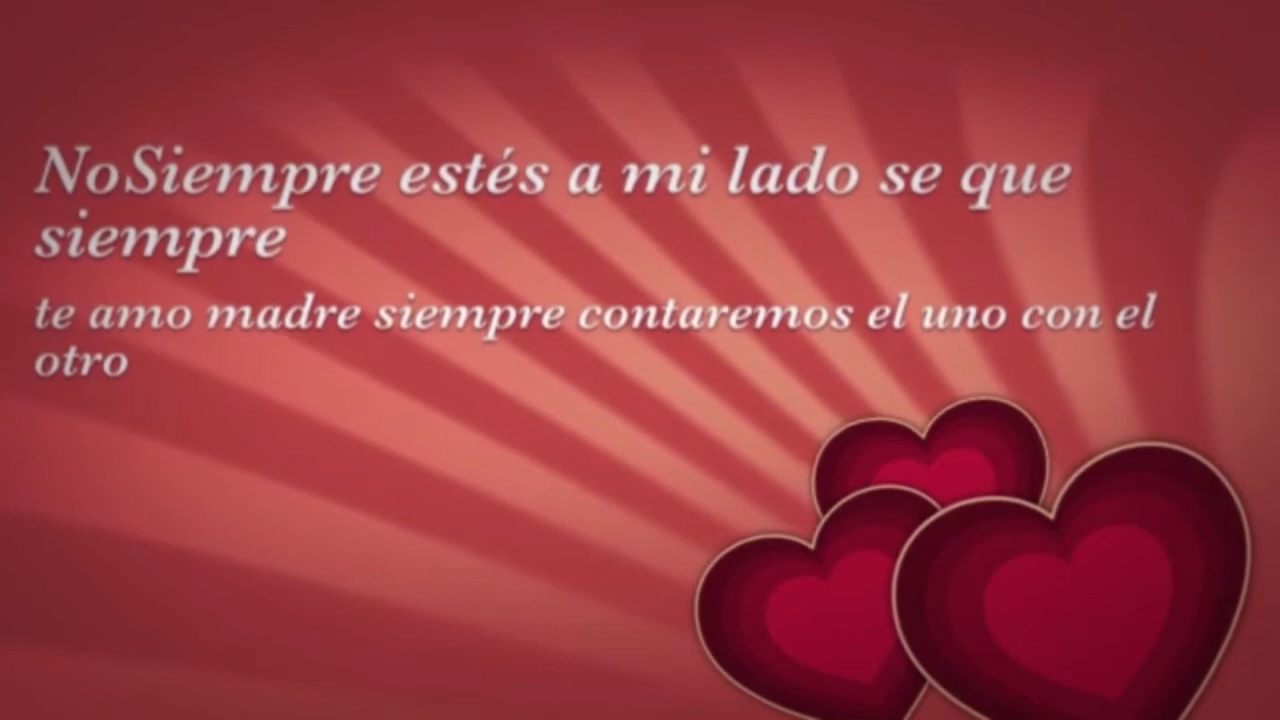 NoSiempre estés a mi lado se que
siempre
te amo madre siempre contaremos el uno con el
otro